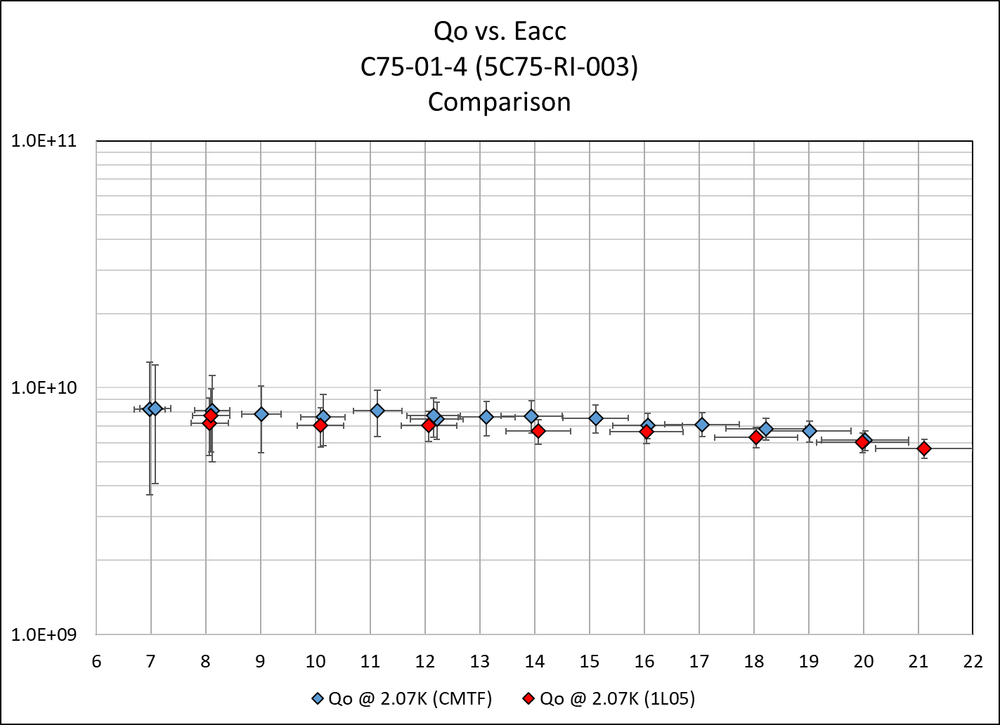 Qo vs. Eacc
C75-01-4 (5C75-RI-003)
Comparison
1.0E+11
1.0E+10
1.0E+09
6 7 8 9 10 11 12 13 14 15 16 17 18 19 20 21 22
Qo @ 2.07K (CMTF) Qo @ 2.07K (1L05)